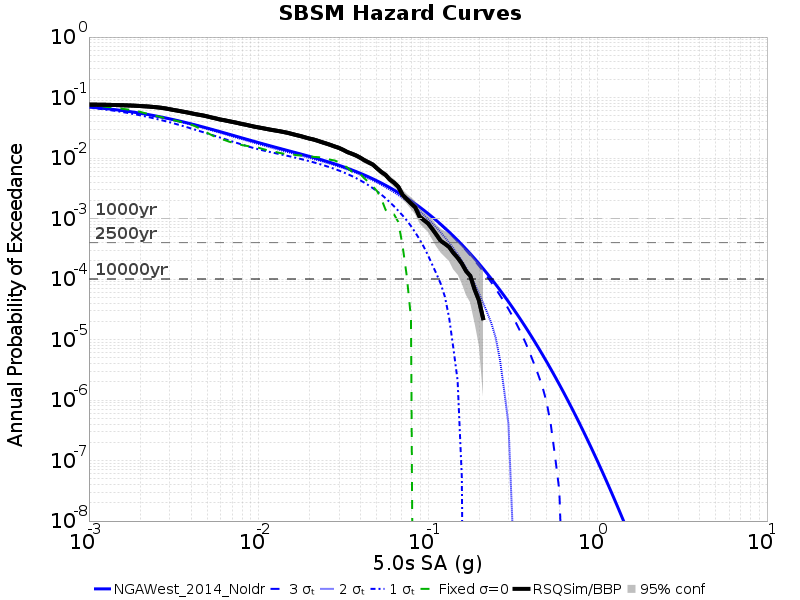 SBSM Hazard Curves
Annual Probability of Exceedance
10^0
10^-1
10^-2
10^-3
10^-4
10^-5
10^-6
10^-7
10^-8
1000yr
2500yr
10000yr
10^-3 10^-2 10^-1 10^0 10^1
5.0s SA (g)
NGAWest_2014_NoIdr 3 σₜ 2 σₜ 1 σₜ Fixed σ=0 RSQSim/BBP 95% conf